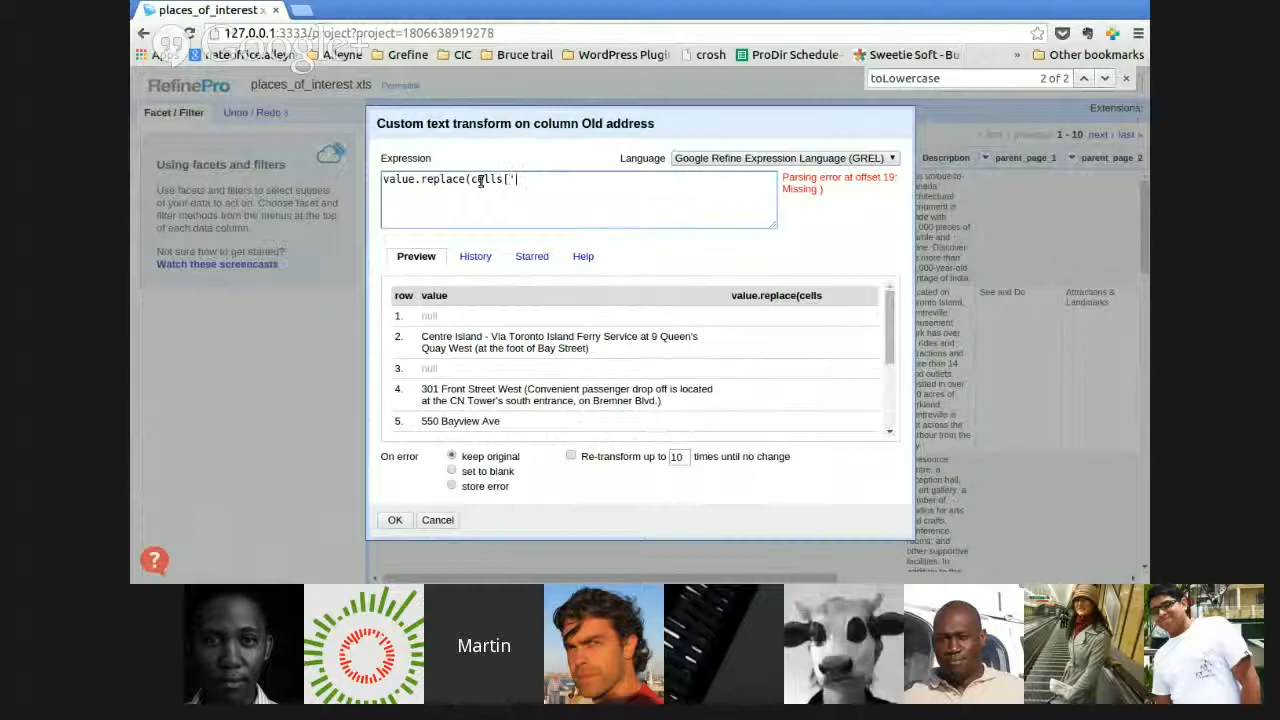 places_of_interest x
127.0.0.1:3333/project?project=1806638919278
Google+
Apps
Alleyne
Grefine
CIC
Bruce trail
WordPress Plugi
crosh
ProDir Schedule
Sweetie Soft - Bu
»
Other bookmarks
toLowercase
2 of 2
RefinePro
places_of_interest xls
Permalink
Extensions:
Facet / Filter
Undo / Redo
1 - 10 next › last »
Using facets and filters
Use facets and filters to select subsets
of your data to act on. Choose facet and
filter methods from the menus at the top
of each data column.
Not sure how to get started?
Watch these screencasts
Custom text transform on column Old address
Expression
Language
Google Refine Expression Language (GREL)
value.replace(cells['
Parsing error at offset 19:
Missing )
Preview
History
Starred
Help
row
value
value.replace(cells
1.
null
2.
Centre Island - Via Toronto Island Ferry Service at 9 Queen's
Quay West (at the foot of Bay Street)
3.
null
4.
301 Front Street West (Convenient passenger drop off is located
at the CN Tower's south entrance, on Bremner Blvd.)
5.
550 Bayview Ave
On error
keep original
set to blank
store error
Re-transform up to 10 times until no change
OK
Cancel
Description
parent_page_1
parent_page_2
See and Do
Attractions &
Landmarks
?
Martin